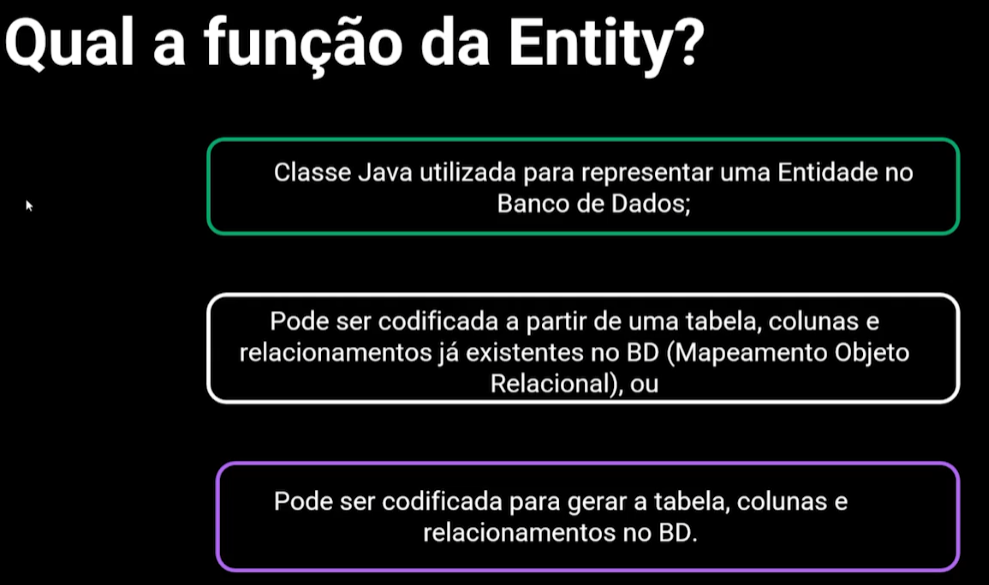 Qual a função da Entity?
Classe Java utilizada para representar uma Entidade no
Banco de Dados;
Pode ser codificada a partir de uma tabela, colunas e
relacionamentos já existentes no BD (Mapeamento Objeto
Relacional), ou
Pode ser codificada para gerar a tabela, colunas e
relacionamentos no BD.